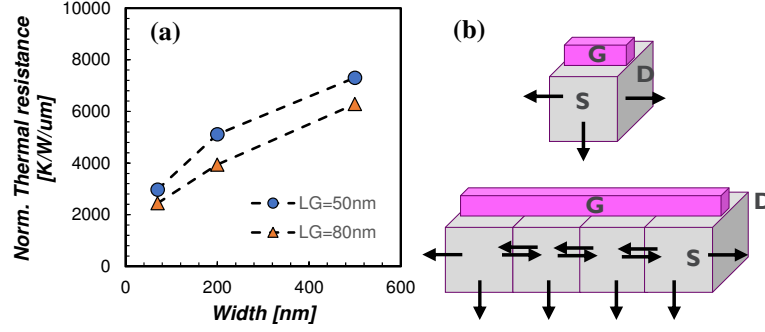 (a)
Norm. Thermal resistance
[K/W/um]
10000
8000
6000
4000
2000
0
0
200
400
600
Width [nm]
LG=50nm
LG=80nm
(b)
G
D
S
G
D
S